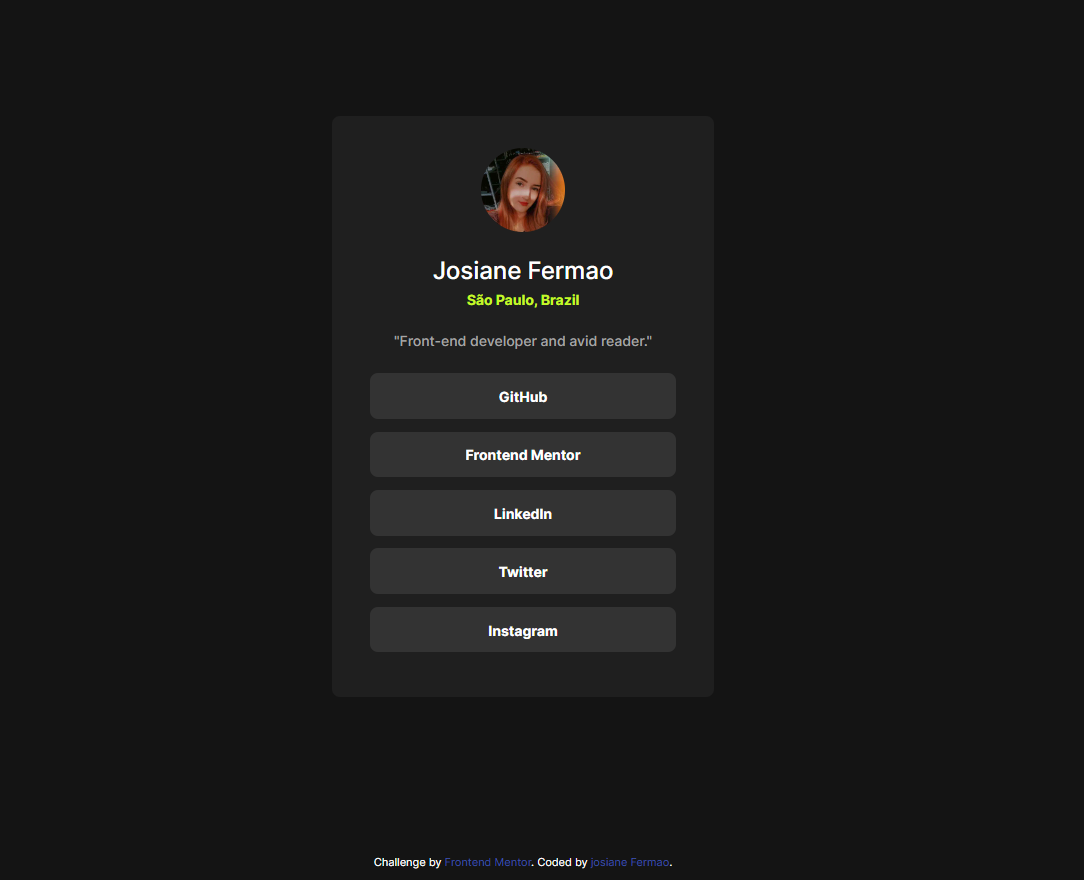 Josiane Fermao
São Paulo, Brazil
"Front-end developer and avid reader."
GitHub
Frontend Mentor
LinkedIn
Twitter
Instagram
Challenge by Frontend Mentor. Coded by josiane Fermao.